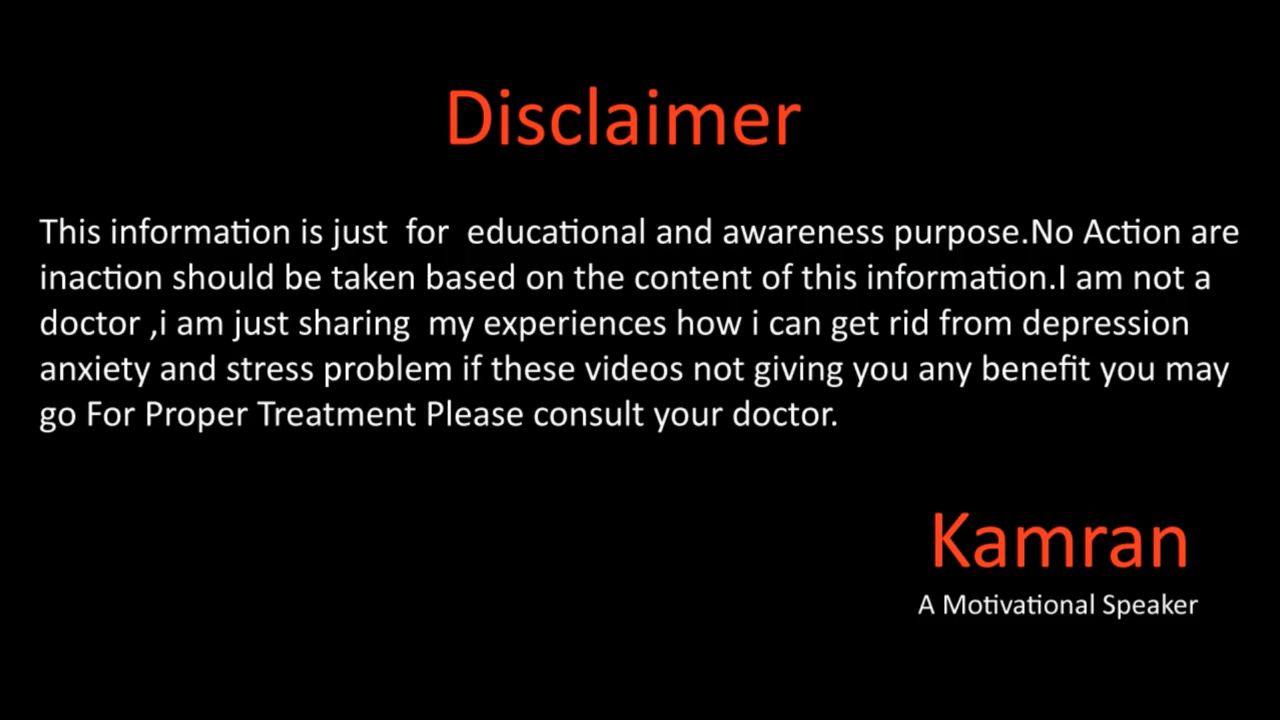 Disclaimer
This information is just  for  educational and awareness purpose.No Action are
inaction should be taken based on the content of this information.I am not a
doctor ,i am just sharing  my experiences how i can get rid from depression
anxiety and stress problem if these videos not giving you any benefit you may
go For Proper Treatment Please consult your doctor.
Kamran
A Motivational Speaker